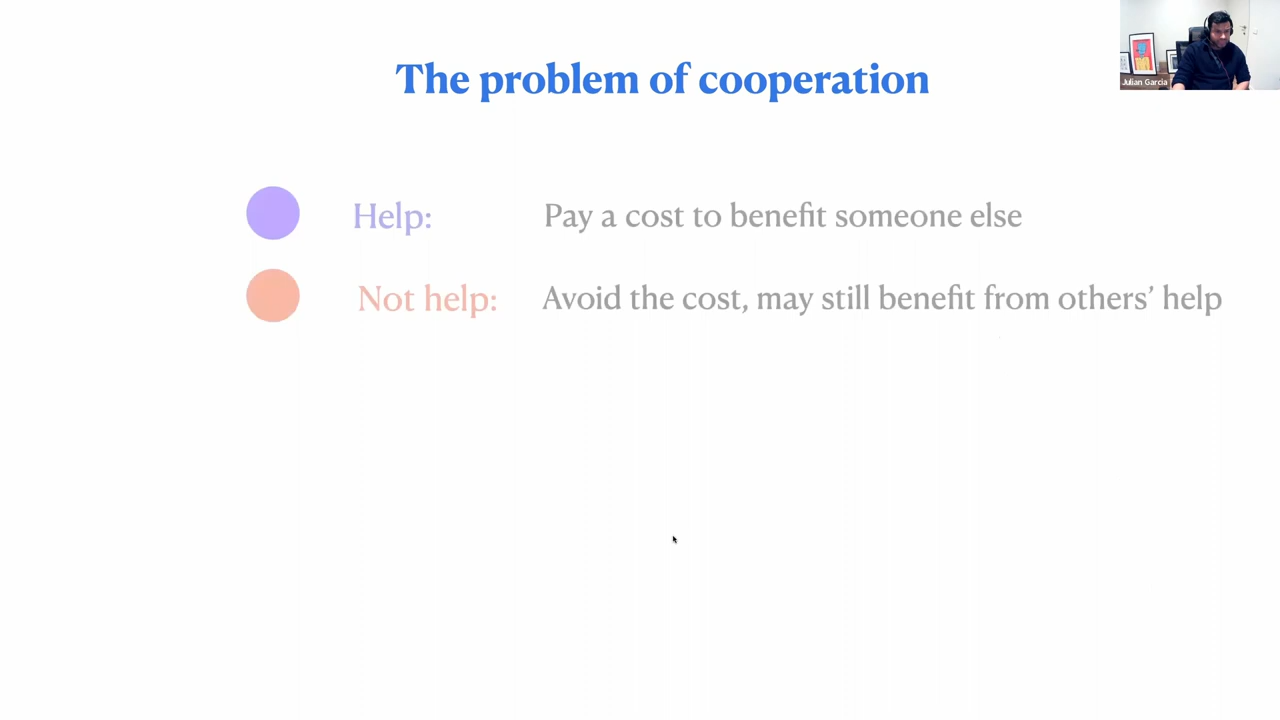 The problem of cooperation
Julian Garcia
Help: Pay a cost to benefit someone else
Not help: Avoid the cost, may still benefit from others’ help